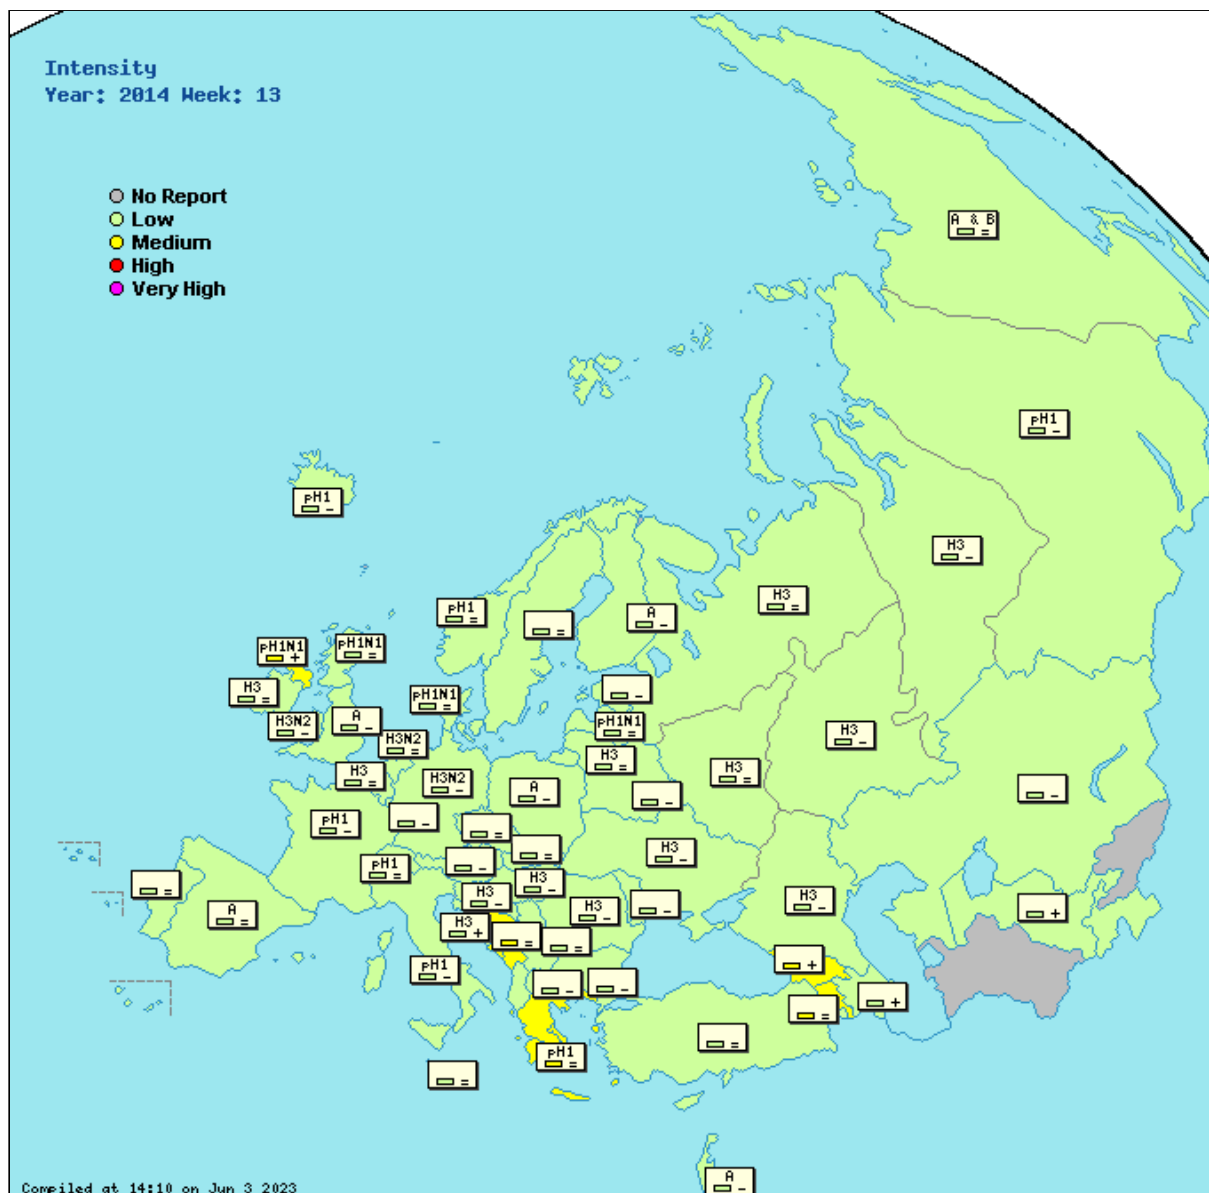 Intensity
Year: 2014 Week: 13
No Report
Low
Medium
High
Very High
A & B
=
pH1
-
pH1
-
H3
-
H3
=
pH1
=
=
A
-
pH1N1
+
pH1N1
=
H3
=
-
pH1N1
=
H3N2
-
A
-
pH1N1
=
H3N2
=
H3
-
H3
=
H3
=
H3
=
H3N2
-
A
-
-
-
pH1
-
-
=
=
H3
-
pH1
=
-
H3
-
=
H3
-
H3
-
+
A
=
H3
-
-
H3
+
=
=
pH1
-
+
-
-
+
=
=
pH1
=
=
A
-
Compiled at 14:10 on Jun 3 2023